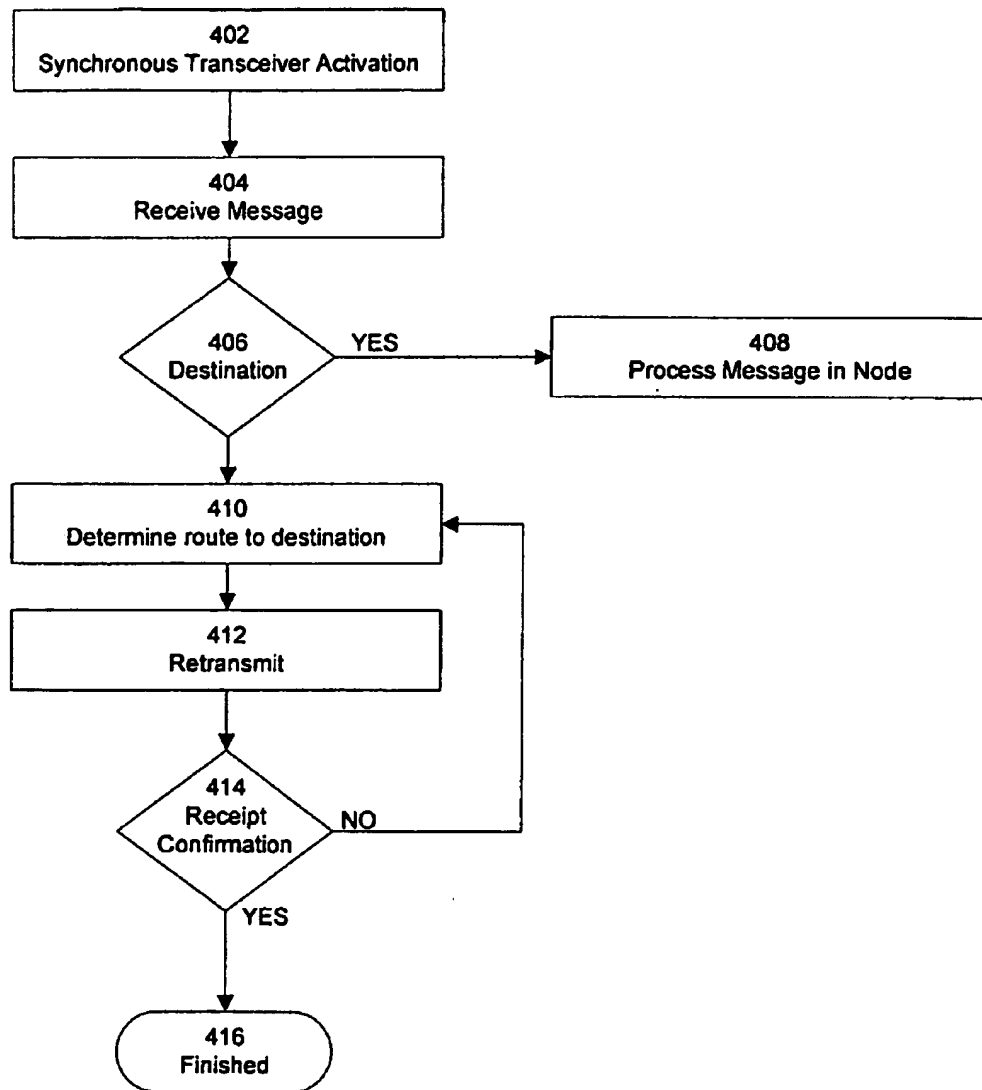 402
Synchronous Transceiver Activation
404
Receive Message
406
Destination
YES
408
Process Message in Node
410
Determine route to destination
412
Retransmit
414
Receipt
Confirmation
NO
YES
416
Finished